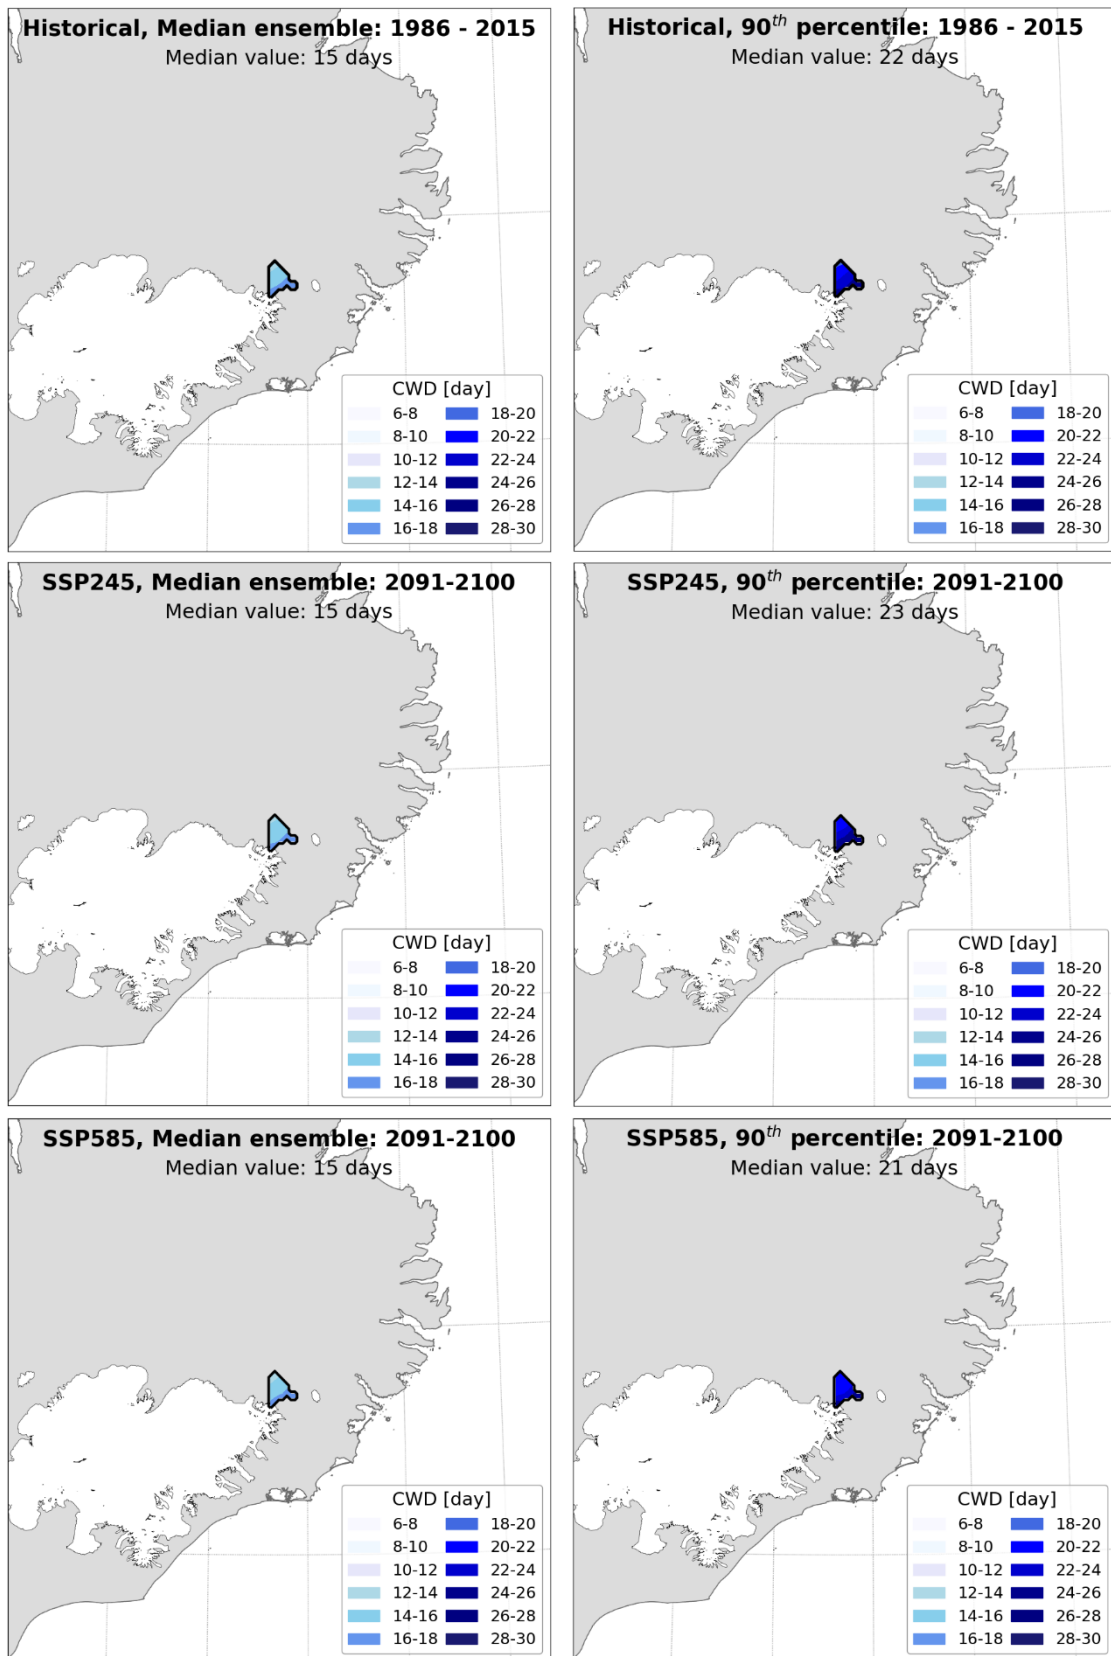 Historical, Median ensemble: 1986 - 2015
Median value: 15 days
CWD [day]
6-8 18-20
8-10 20-22
10-12 22-24
12-14 24-26
14-16 26-28
16-18 28-30
Historical, 90th percentile: 1986 - 2015
Median value: 22 days
CWD [day]
6-8 18-20
8-10 20-22
10-12 22-24
12-14 24-26
14-16 26-28
16-18 28-30
SSP245, Median ensemble: 2091-2100
Median value: 15 days
CWD [day]
6-8 18-20
8-10 20-22
10-12 22-24
12-14 24-26
14-16 26-28
16-18 28-30
SSP245, 90th percentile: 2091-2100
Median value: 23 days
CWD [day]
6-8 18-20
8-10 20-22
10-12 22-24
12-14 24-26
14-16 26-28
16-18 28-30
SSP585, Median ensemble: 2091-2100
Median value: 15 days
CWD [day]
6-8 18-20
8-10 20-22
10-12 22-24
12-14 24-26
14-16 26-28
16-18 28-30
SSP585, 90th percentile: 2091-2100
Median value: 21 days
CWD [day]
6-8 18-20
8-10 20-22
10-12 22-24
12-14 24-26
14-16 26-28
16-18 28-30